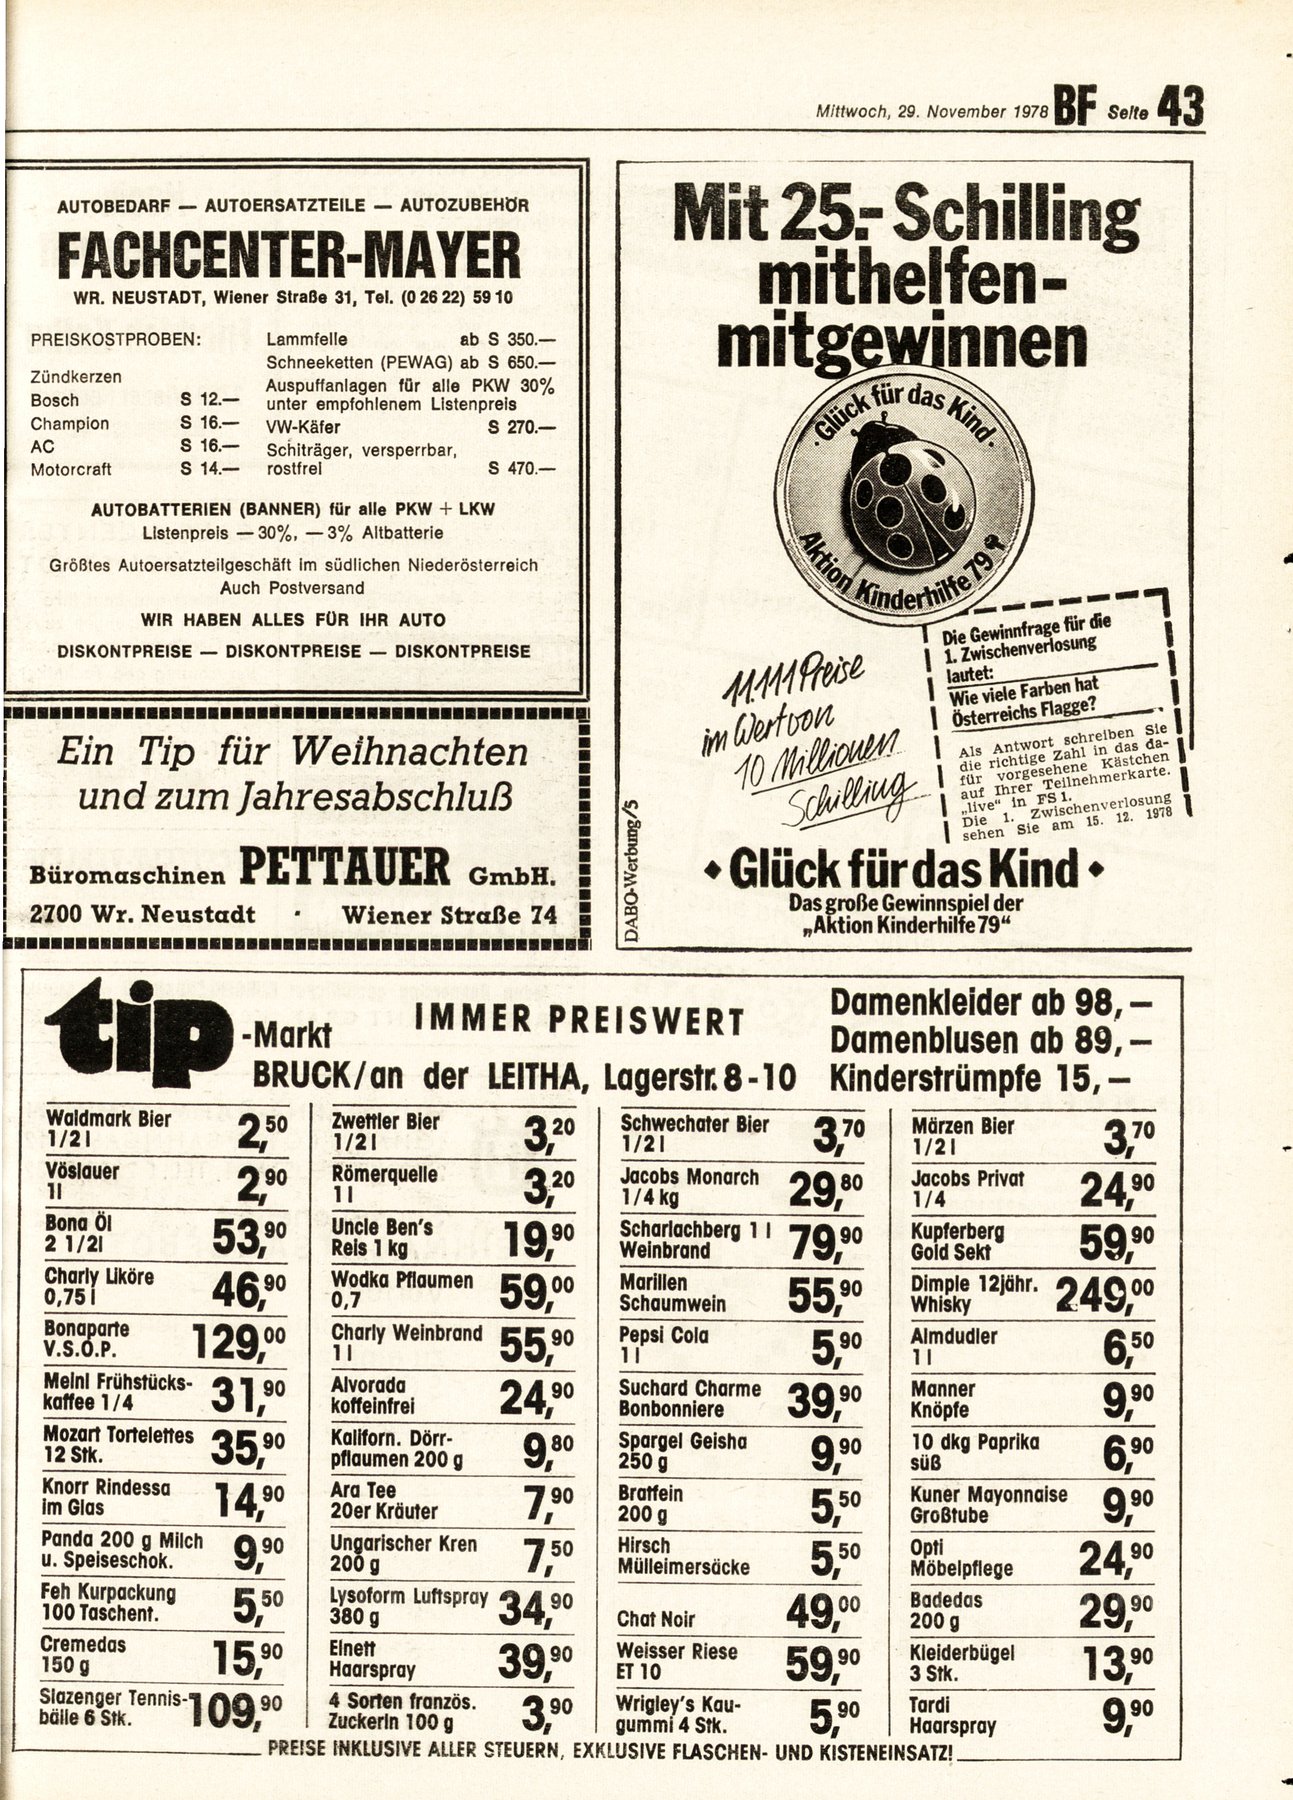 Mittwoch, 29. November 1978 BF Seite 43
AUTOBEDARF — AUTOERSATZTEILE — AUTOZUBEHÖR
FACHCENTER-MAYER
WR. NEUSTADT, Wiener Straße 31, Tel. (0 26 22) 59 10
PREISKOSTPROBEN:
Zündkerzen
Bosch S 12.—
Champion S 16.—
AC S 16.—
Motorcraft S 14.—
Lammfelle ab S 350.—
Schneeketten (PEWAG) ab S 650.—
Auspuffanlagen für alle PKW 30%
unter empfohlenem Listenpreis
VW-Käfer S 270.—
Schiträger, versperrbar,
rostfrei S 470.—
AUTOBATTERIEN (BANNER) für alle PKW + LKW
Listenpreis — 30%, — 3% Altbatterie
Größtes Autoersatzteilgeschäft im südlichen Niederösterreich
Auch Postversand
WIR HABEN ALLES FÜR IHR AUTO
DISKONTPREISE — DISKONTPREISE — DISKONTPREISE
Ein Tip für Weihnachten
und zum Jahresabschluß
Büromaschinen PETTAUER GmbH.
2700 Wr. Neustadt · Wiener Straße 74
Mit 25.- Schilling
mithelfen-
mitgewinnen
· Glück für das Kind ·
Aktion Kinderhilfe 79
11.111 Preise
im Wert von
10 Millionen
Schilling
Die Gewinnfrage für die
1. Zwischenverlosung
lautet:
Wie viele Farben hat
Österreichs Flagge?
Als Antwort schreiben Sie
die richtige Zahl in das da-
für vorgesehene Kästchen
auf Ihrer Teilnehmerkarte.
„live“ in FS 1.
Die 1. Zwischenverlosung
sehen Sie am 15. 12. 1978
DABO-Werbung/5
◆ Glück für das Kind ◆
Das große Gewinnspiel der
„Aktion Kinderhilfe 79“
tip -Markt
IMMER PREISWERT
BRUCK/an der LEITHA, Lagerstr. 8-10
Damenkleider ab 98,—
Damenblusen ab 89,—
Kinderstrümpfe 15,—
Waldmark Bier
1/2 l 2,50
Vöslauer
1l 2,90
Bona Öl
2 1/2l 53,90
Charly Liköre
0,75 l 46,90
Bonaparte
V.S.O.P. 129,00
Meinl Frühstücks-
kaffee 1/4 31,90
Mozart Tortelettes
12 Stk. 35,90
Knorr Rindessa
im Glas 14,90
Panda 200 g Milch
u. Speiseschok. 9,90
Feh Kurpackung
100 Taschent. 5,50
Cremedas
150 g 15,90
Slazenger Tennis-
bälle 6 Stk. 109,90
Zwettler Bier
1/2 l 3,20
Römerquelle
1 l 3,20
Uncle Ben's
Reis 1 kg 19,90
Wodka Pflaumen
0,7 59,00
Charly Weinbrand
1 l 55,90
Alvorada
koffeinfrei 24,90
Kaliforn. Dörr-
pflaumen 200 g 9,80
Ara Tee
20er Kräuter 7,90
Ungarischer Kren
200 g 7,50
Lysoform Luftspray
380 g 34,90
Elnett
Haarspray 39,90
4 Sorten französ.
Zuckerln 100 g 3,90
Schwechater Bier
1/2 l 3,70
Jacobs Monarch
1/4 kg 29,80
Scharlachberg 1 l
Weinbrand 79,90
Marillen
Schaumwein 55,90
Pepsi Cola
1 l 5,90
Suchard Charme
Bonbonniere 39,90
Spargel Geisha
250 g 9,90
Bratfein
200 g 5,50
Hirsch
Mülleimersäcke 5,50
Chat Noir 49,00
Weisser Riese
ET 10 59,90
Wrigley's Kau-
gummi 4 Stk. 5,90
Märzen Bier
1/2 l 3,70
Jacobs Privat
1/4 24,90
Kupferberg
Gold Sekt 59,90
Dimple 12jähr.
Whisky 249,00
Almdudler
1 l 6,50
Manner
Knöpfe 9,90
10 dkg Paprika
süß 6,90
Kuner Mayonnaise
Großtube 9,90
Opti
Möbelpflege 24,90
Badedas
200 g 29,90
Kleiderbügel
3 Stk. 13,90
Tardi
Haarspray 9,90
PREISE INKLUSIVE ALLER STEUERN, EXKLUSIVE FLASCHEN- UND KISTENEINSATZ!